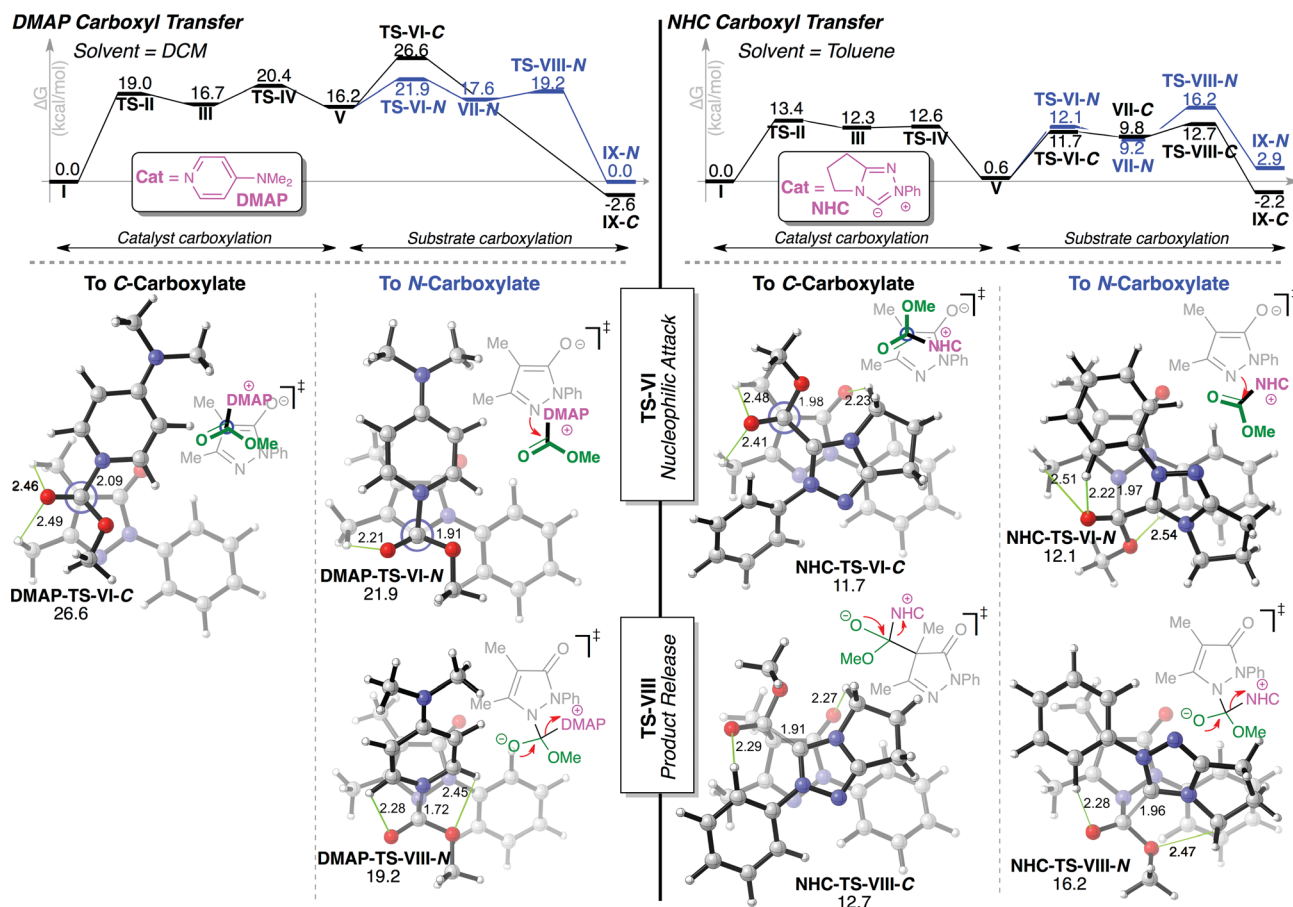 DMAP Carboxyl Transfer
Solvent = DCM
ΔG
(kcal/mol)
0.0
I
19.0
TS-II
16.7
III
20.4
TS-IV
16.2
V
TS-VI-C
26.6
21.9
TS-VI-N
17.6
VII-N
TS-VIII-N
19.2
IX-N
0.0
-2.6
IX-C
Cat =
N
NMe2
DMAP
Catalyst carboxylation
Substrate carboxylation
NHC Carboxyl Transfer
Solvent = Toluene
ΔG
(kcal/mol)
0.0
I
13.4
TS-II
12.3
III
12.6
TS-IV
0.6
V
TS-VI-N
12.1
11.7
TS-VI-C
VII-C
9.8
9.2
VII-N
TS-VIII-N
16.2
12.7
TS-VIII-C
IX-N
2.9
-2.2
IX-C
Cat =
N
N
N-Ph
⊖
⊕
NHC
Catalyst carboxylation
Substrate carboxylation
To C-Carboxylate
To N-Carboxylate
To C-Carboxylate
To N-Carboxylate
TS-VI
Nucleophilic Attack
TS-VIII
Product Release
⊕
DMAP
‡
Me
O⊖
O
OMe
Me
N
NPh
2.46
2.09
2.49
DMAP-TS-VI-C
26.6
‡
Me
O⊖
Me
N
NPh
DMAP
⊕
O
OMe
2.21
1.91
DMAP-TS-VI-N
21.9
OMe
‡
Me
O⊖
⊕
O
NHC
Me
N
NPh
2.48
1.98
2.23
2.41
NHC-TS-VI-C
11.7
‡
Me
O⊖
Me
N
NPh
NHC
⊕
O
OMe
2.51
2.22
1.97
2.54
NHC-TS-VI-N
12.1
‡
Me
O
Me
N
NPh
⊕
DMAP
⊖
O
OMe
2.28
1.72
2.45
DMAP-TS-VIII-N
19.2
⊕
NHC
‡
⊖
O
Me
O
MeO
Me
N
NPh
2.27
1.91
2.29
NHC-TS-VIII-C
12.7
‡
Me
O
Me
N
NPh
⊕
NHC
⊖
O
OMe
2.28
1.96
2.47
NHC-TS-VIII-N
16.2